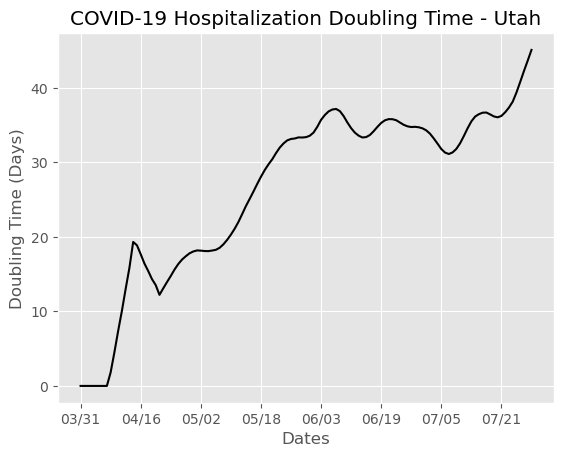 COVID-19 Hospitalization Doubling Time - Utah
Doubling Time (Days)
40
30
20
10
0
03/31 04/16 05/02 05/18 06/03 06/19 07/05 07/21
Dates